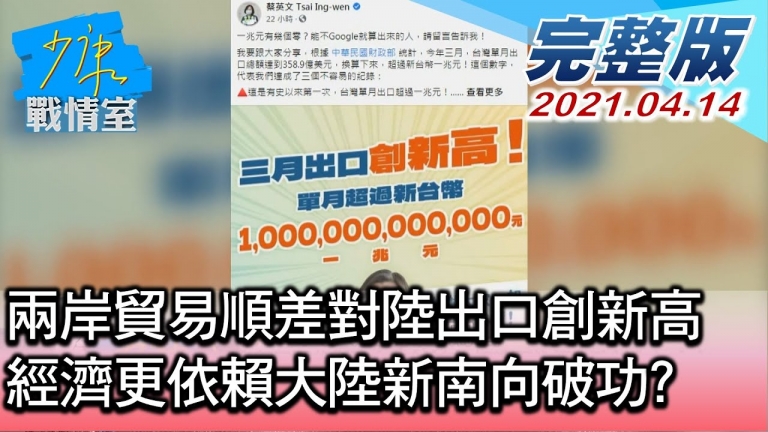 少康
戰情室
蔡英文 Tsai Ing-wen
22 小時
一兆元有幾個零？能不Google就算出來的人，請留言告訴我！
我要跟大家分享，根據 中華民國財政部 統計，今年三月，台灣單月出
口總額達到358.9億美元，換算下來，超過新台幣一兆元！這個數字，
代表我們達成了三個不容易的紀錄：
▲這是有史以來第一次，台灣單月出口超過一兆元！...... 查看更多
完整版
2021.04.14
三月出口創新高！
單月超過新台幣
1,000,000,000,000元
一兆元
兩岸貿易順差對陸出口創新高
經濟更依賴大陸新南向破功?